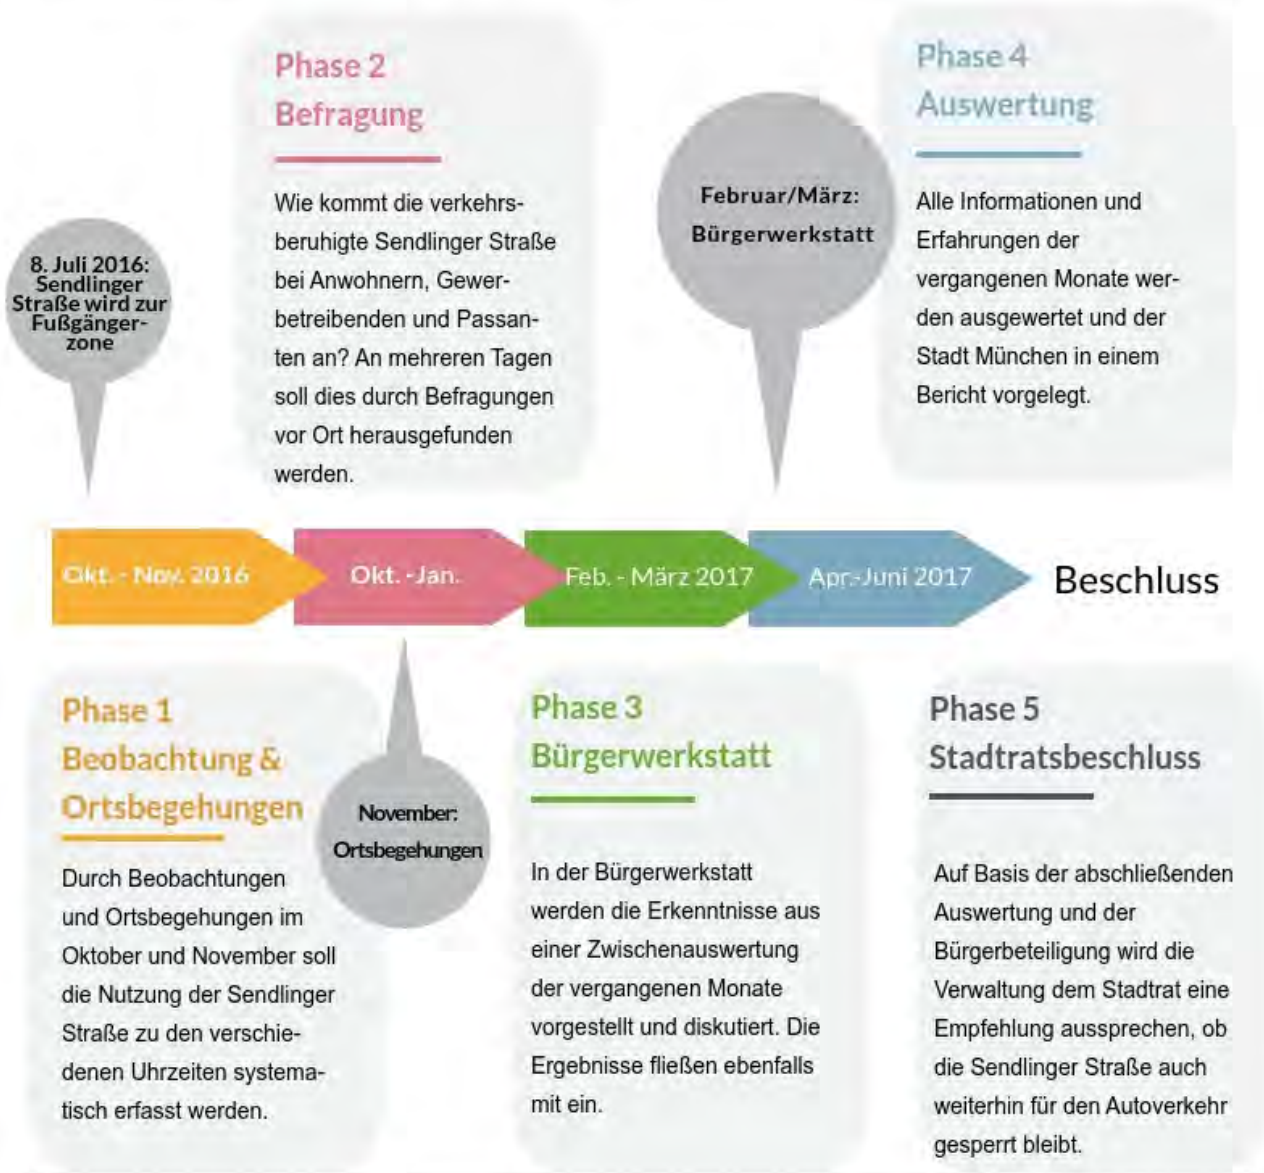 Phase 2
Befragung
Wie kommt die verkehrs-
beruhigte Sendlinger Straße
bei Anwohnern, Gewer-
betreibenden und Passan-
ten an? An mehreren Tagen
soll dies durch Befragungen
vor Ort herausgefunden
werden.
Phase 4
Auswertung
Alle Informationen und
Erfahrungen der
vergangenen Monate wer-
den ausgewertet und der
Stadt München in einem
Bericht vorgelegt.
8. Juli 2016:
Sendlinger
Straße wird zur
Fußgänger-
zone
Februar/März:
Bürgerwerkstatt
Okt. - Nov. 2016
Okt. -Jan.
Feb. - März 2017
Apr.-Juni 2017
Beschluss
Phase 1
Beobachtung &
Ortsbegehungen
Durch Beobachtungen
und Ortsbegehungen im
Oktober und November soll
die Nutzung der Sendlinger
Straße zu den verschie-
denen Uhrzeiten systema-
tisch erfasst werden.
November:
Ortsbegehungen
Phase 3
Bürgerwerkstatt
In der Bürgerwerkstatt
werden die Erkenntnisse aus
einer Zwischenauswertung
der vergangenen Monate
vorgestellt und diskutiert. Die
Ergebnisse fließen ebenfalls
mit ein.
Phase 5
Stadtratsbeschluss
Auf Basis der abschließenden
Auswertung und der
Bürgerbeteiligung wird die
Verwaltung dem Stadtrat eine
Empfehlung aussprechen, ob
die Sendlinger Straße auch
weiterhin für den Autoverkehr
gesperrt bleibt.